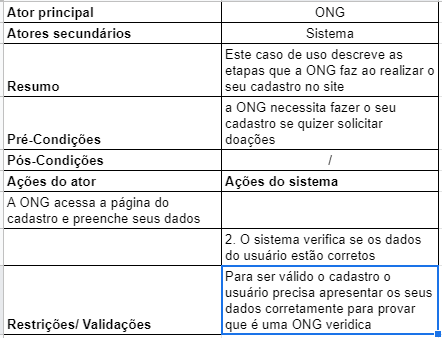 Ator principal ONG
Atores secundários Sistema
Este caso de uso descreve as
etapas que a ONG faz ao realizar o
Resumo seu cadastro no site
a ONG necessita fazer o seu
cadastro se quizer solicitar
Pré-Condições doações
Pós-Condições /
Ações do ator Ações do sistema
A ONG acessa a página do
cadastro e preenche seus dados
2. O sistema verifica se os dados
do usuário estão corretos
Para ser válido o cadastro o
usuário precisa apresentar os seus
dados corretamente para provar
Restrições/ Validações que é uma ONG veridica